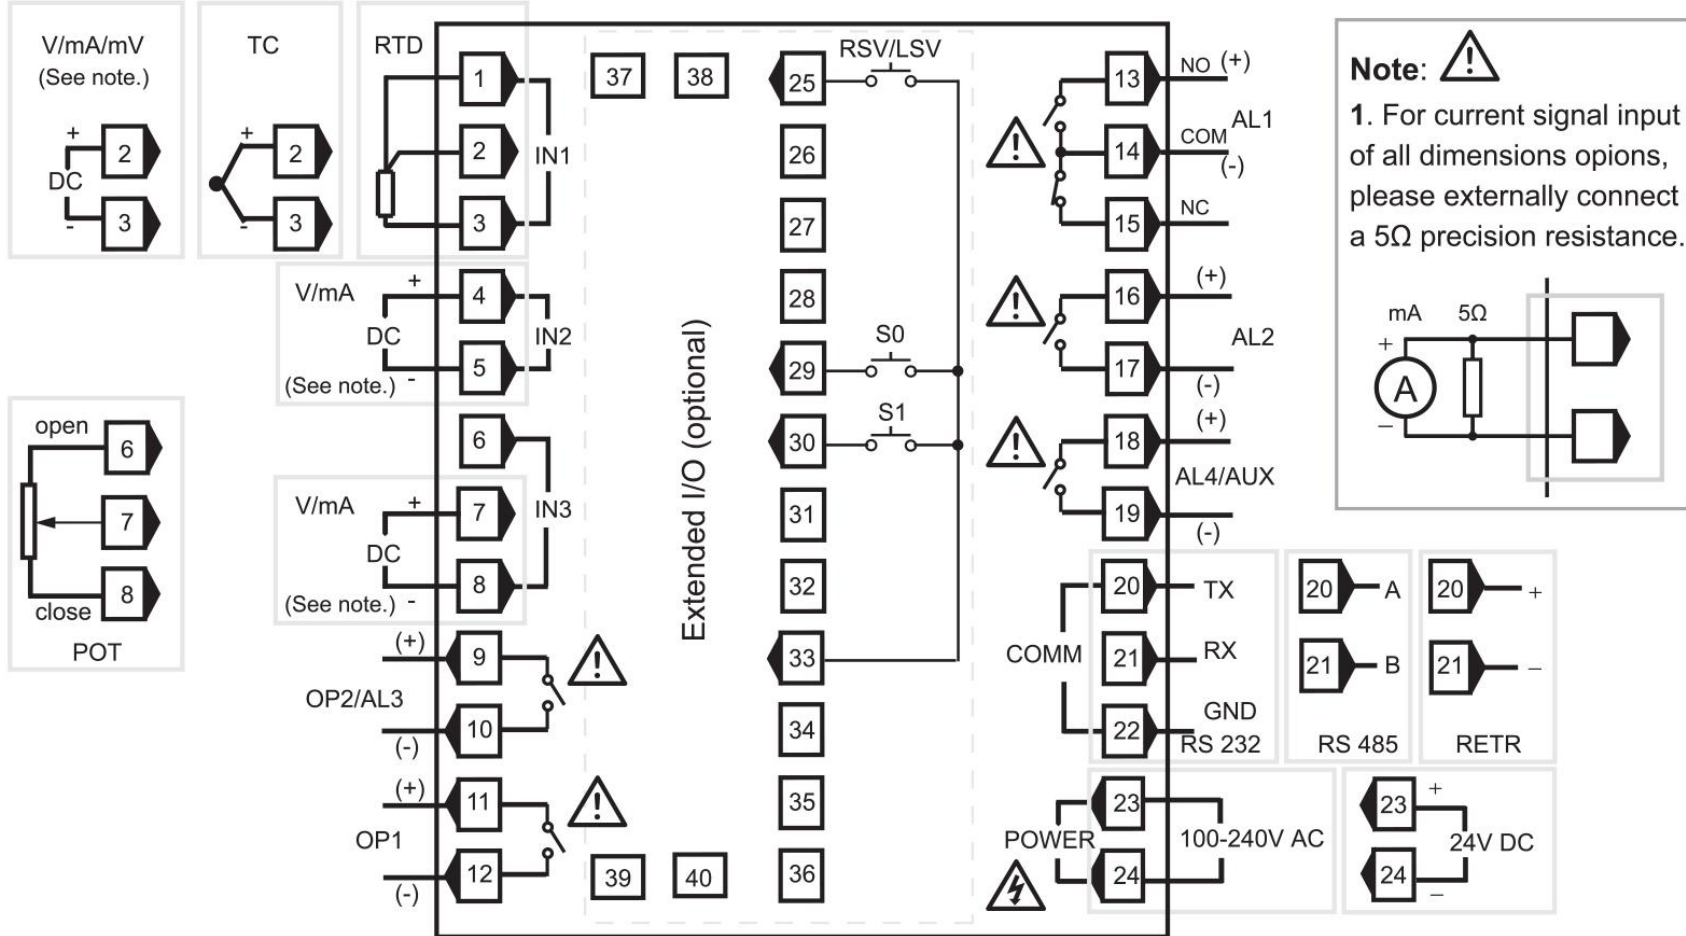 V/mA/mV
(See note.)
+
2
DC
-
3
TC
+
2
-
3
RTD
1
2
3
IN1
V/mA
+
4
DC
IN2
5
(See note.) -
open
6
7
8
close
POT
6
V/mA
+
7
IN3
DC
8
(See note.) -
(+)
9
OP2/AL3
10
(-)
(+)
11
OP1
12
(-)
37
38
39
40
Extended I/O (optional)
RSV/LSV
25
26
27
28
S0
29
S1
30
31
32
33
34
35
36
13
NO (+)
AL1
14
COM
(-)
15
NC
16
(+)
AL2
17
(-)
18
(+)
AL4/AUX
19
(-)
20
TX
COMM
21
RX
GND
22
RS 232
20
A
21
B
RS 485
20
+
21
−
RETR
23
POWER
100-240V AC
24
23
+
24V DC
24
−
Note:
1. For current signal input
of all dimensions opions,
please externally connect
a 5Ω precision resistance.
mA
5Ω
+
A
−